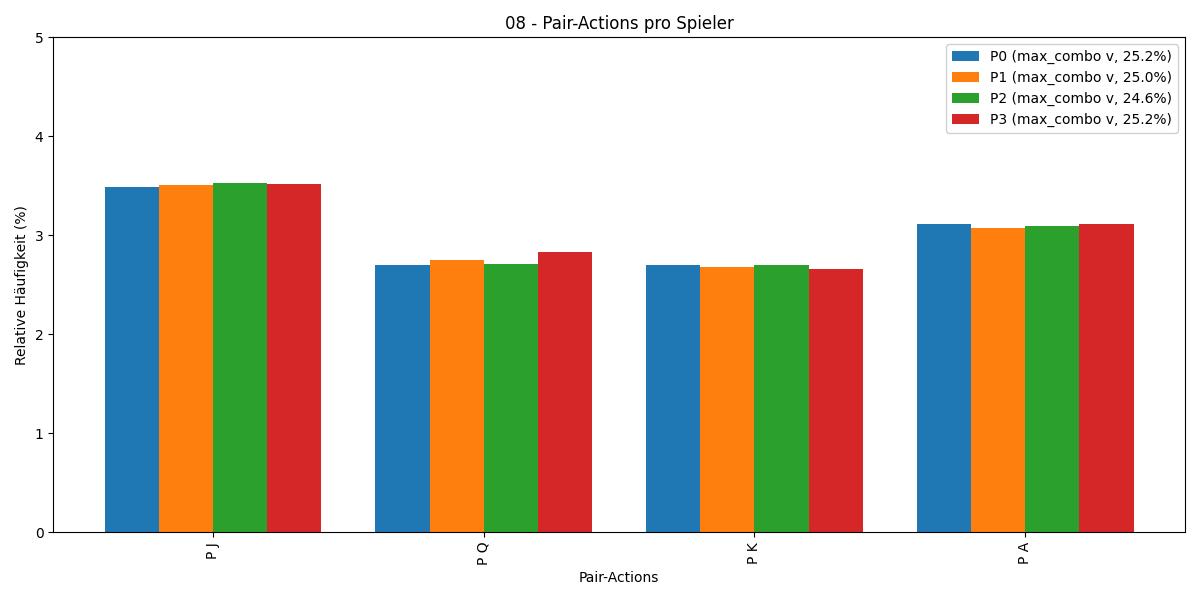 08 - Pair-Actions pro Spieler
P0 (max_combo v, 25.2%)
P1 (max_combo v, 25.0%)
P2 (max_combo v, 24.6%)
P3 (max_combo v, 25.2%)
Relative Häufigkeit (%)
5
4
3
2
1
0
P J
P Q
P K
P A
Pair-Actions